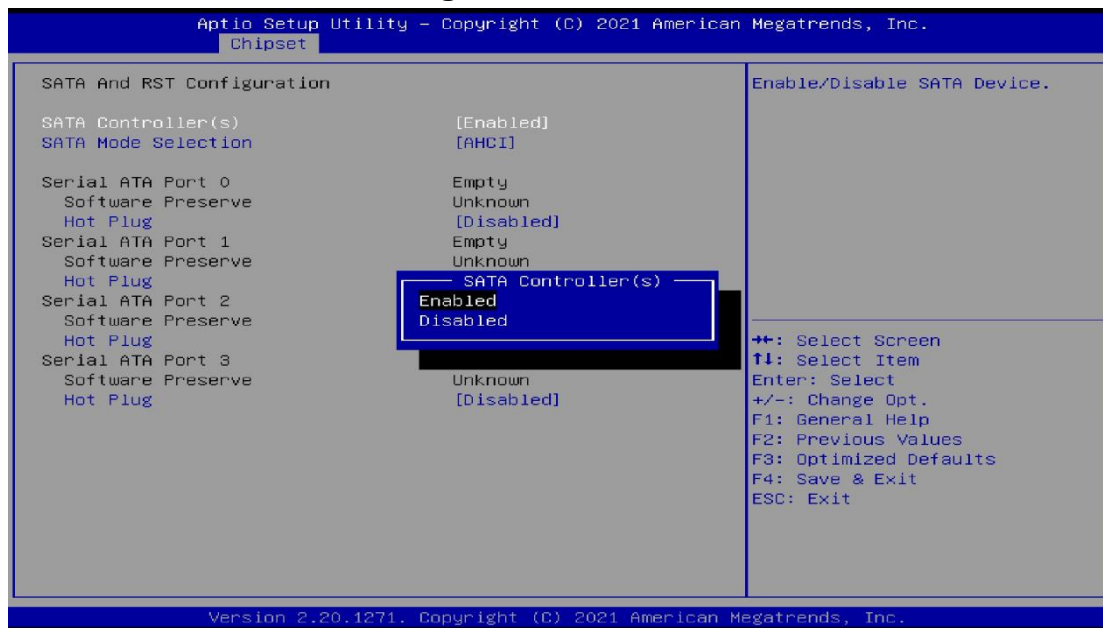 Aptio Setup Utility – Copyright (C) 2021 American Megatrends, Inc.
Chipset
SATA And RST Configuration
SATA Controller(s) [Enabled]
SATA Mode Selection [AHCI]
Serial ATA Port 0 Empty
Software Preserve Unknown
Hot Plug [Disabled]
Serial ATA Port 1 Empty
Software Preserve Unknown
Hot Plug
Serial ATA Port 2
Software Preserve
Hot Plug
Serial ATA Port 3
Software Preserve Unknown
Hot Plug [Disabled]
SATA Controller(s)
Enabled
Disabled
Enable/Disable SATA Device.
→←: Select Screen
↑↓: Select Item
Enter: Select
+/-: Change Opt.
F1: General Help
F2: Previous Values
F3: Optimized Defaults
F4: Save & Exit
ESC: Exit
Version 2.20.1271. Copyright (C) 2021 American Megatrends, Inc.